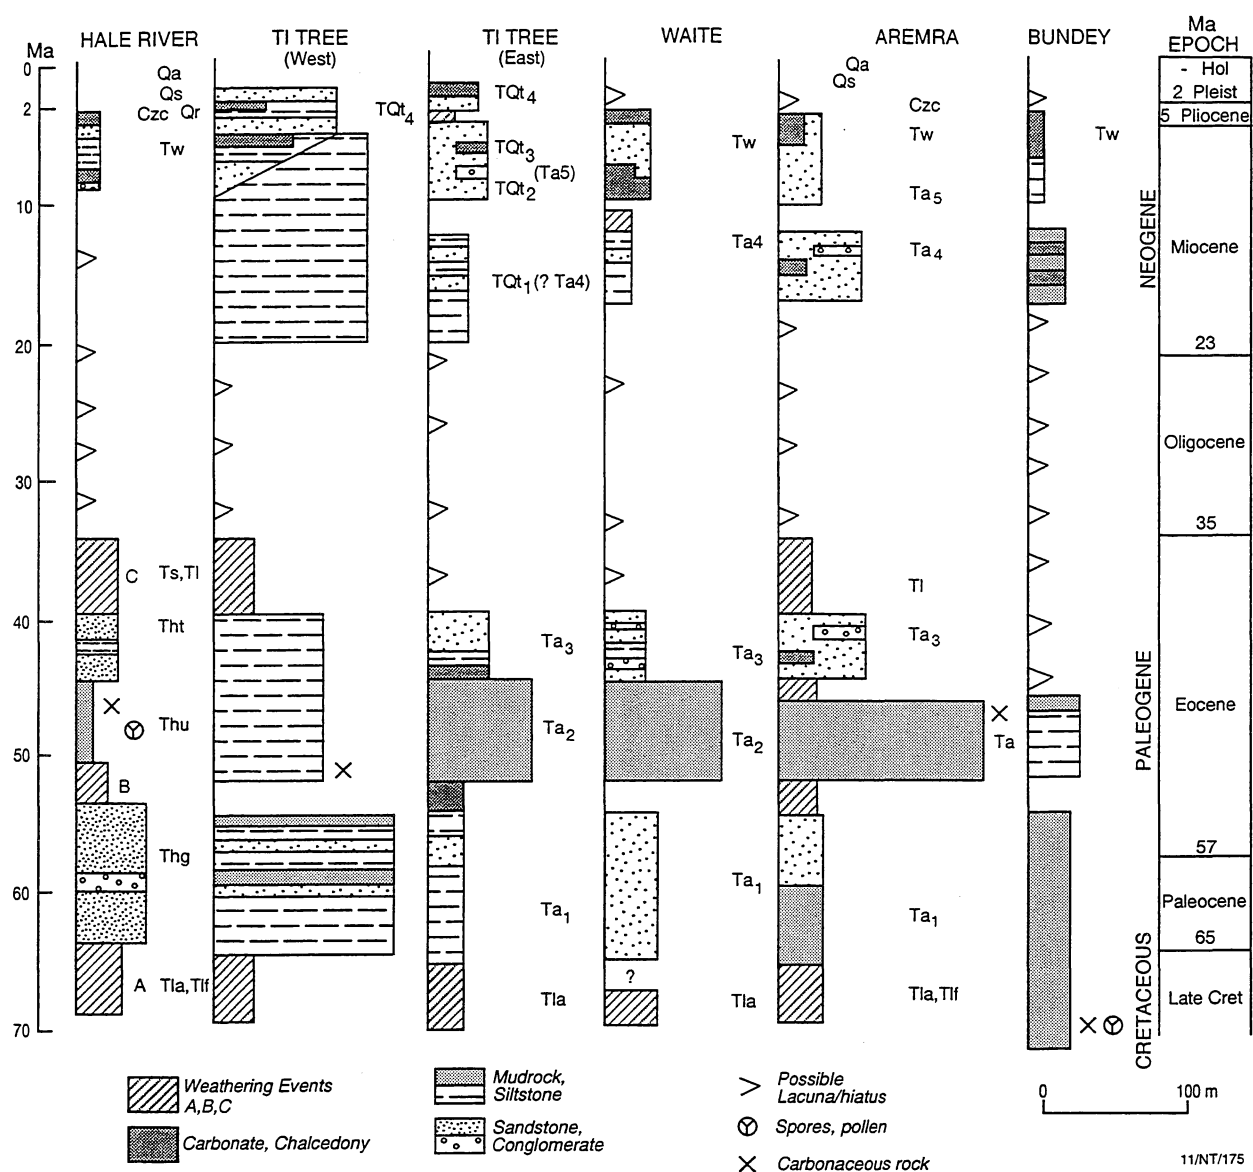 Ma
HALE RIVER
TI TREE
(West)
TI TREE
(East)
WAITE
AREMRA
BUNDEY
Ma
EPOCH
0
2
10
20
30
40
50
60
70
Qa
Qs
Czc Qr
Tw
C Ts,Tl
Tht
Thu
B
Thg
A Tla,Tlf
TQt4
TQt4
TQt3
(Ta5)
TQt2
TQt1(? Ta4)
Ta3
Ta2
Ta1
Tla
Tw
Ta4
Ta3
Ta2
Ta1
?
Tla
Qa
Qs
Czc
Tw
Ta5
Ta4
Tl
Ta3
Ta
Ta1
Tla,Tlf
Tw
- Hol
2 Pleist
5 Pliocene
Miocene
23
Oligocene
35
Eocene
57
Paleocene
65
Late Cret
NEOGENE
PALEOGENE
CRETACEOUS
Weathering Events
A,B,C
Carbonate, Chalcedony
Mudrock,
Siltstone
Sandstone,
Conglomerate
Possible
Lacuna/hiatus
Spores, pollen
Carbonaceous rock
0 100 m
11/NT/175